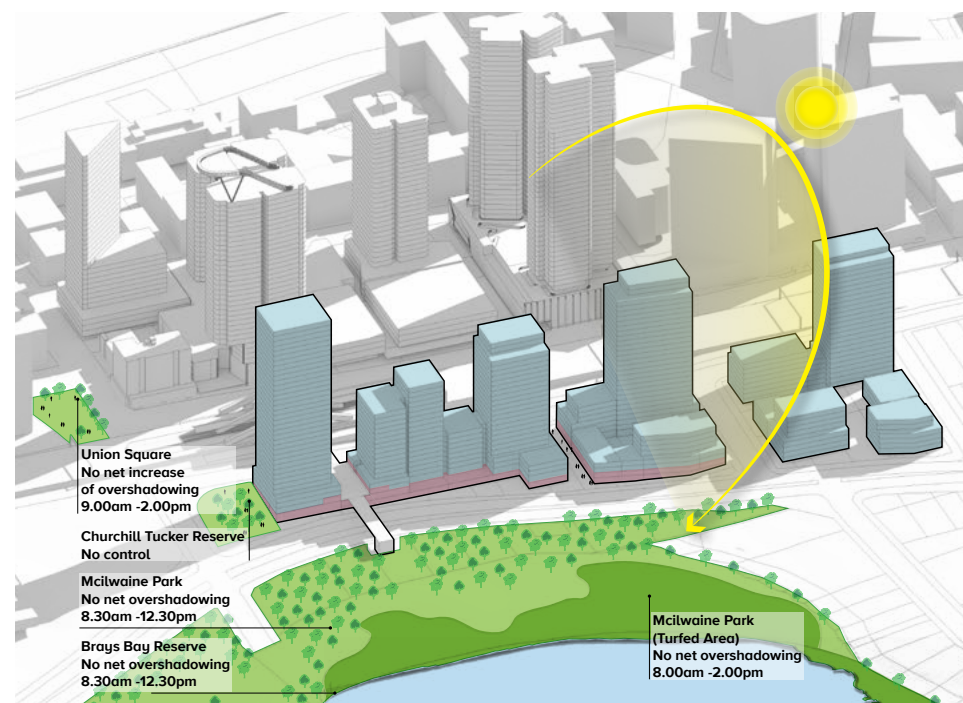 Union Square
No net increase
of overshadowing
9.00am -2.00pm
Churchill Tucker Reserve
No control
Mcilwaine Park
No net overshadowing
8.30am -12.30pm
Brays Bay Reserve
No net overshadowing
8.30am -12.30pm
Mcilwaine Park
(Turfed Area)
No net overshadowing
8.00am -2.00pm